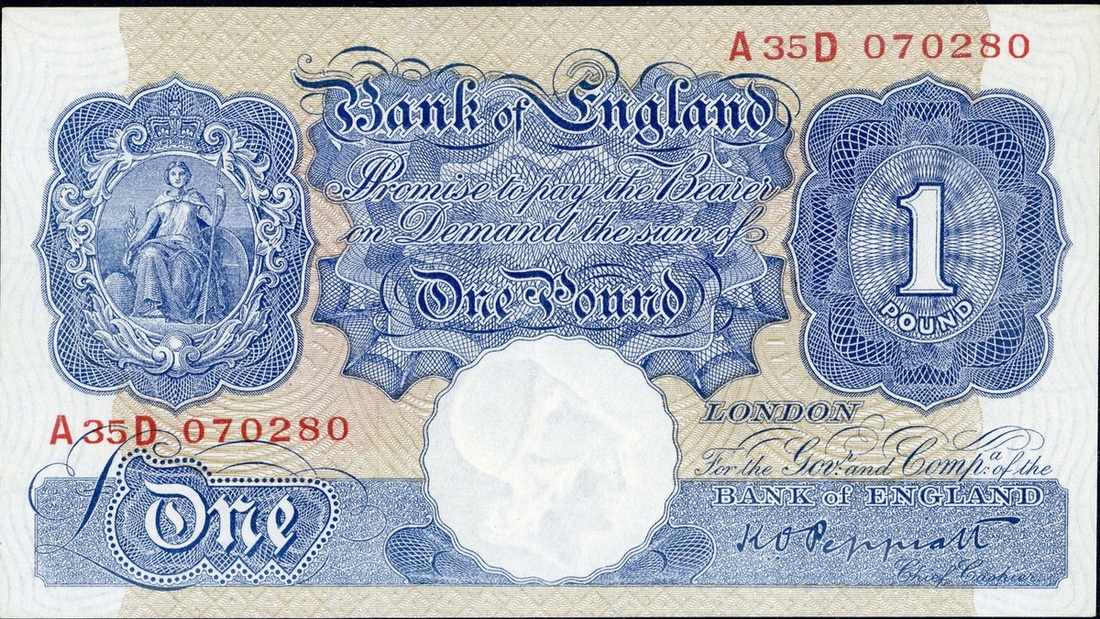 A35D 070280
Bank of England
Promise to pay the Bearer
on Demand the sum of
One Pound
1
POUND
A35D 070280
LONDON
For the Govr. and Compa. of the
BANK of ENGLAND
One
K O Peppiatt
Chief Cashier